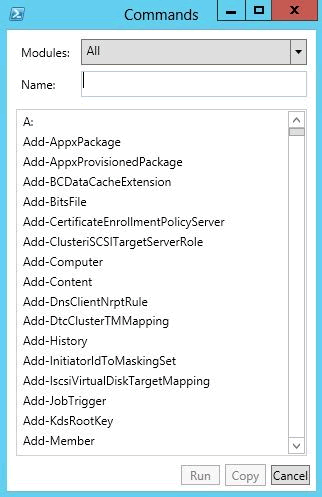 Commands
Modules: All
Name:
A:
Add-AppxPackage
Add-AppxProvisionedPackage
Add-BCDataCacheExtension
Add-BitsFile
Add-CertificateEnrollmentPolicyServer
Add-ClusteriSCSITargetServerRole
Add-Computer
Add-Content
Add-DnsClientNrptRule
Add-DtcClusterTMMapping
Add-History
Add-InitiatorIdToMaskingSet
Add-IscsiVirtualDiskTargetMapping
Add-JobTrigger
Add-KdsRootKey
Add-Member
Run Copy Cancel